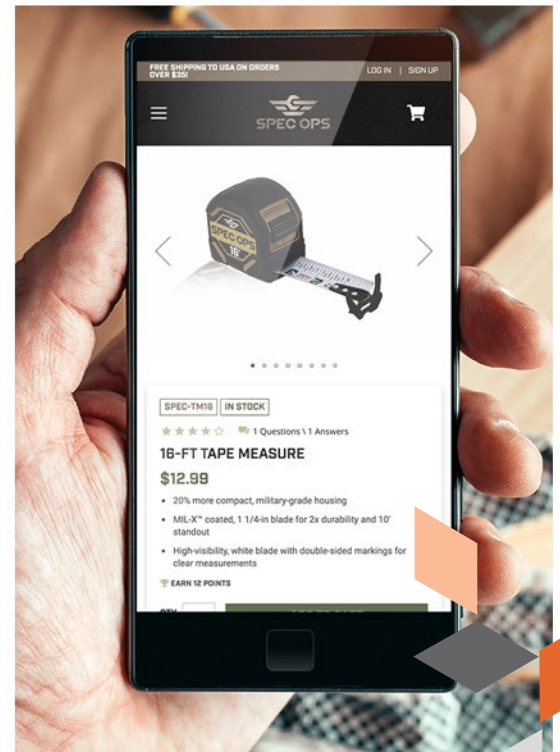 FREE SHIPPING TO USA ON ORDERS
OVER $35!
LOG IN | SIGN UP
SPEC OPS
SPEC OPS
16'
SPEC-TM16
IN STOCK
1 Questions \ 1 Answers
16-FT TAPE MEASURE
$12.99
• 20% more compact, military-grade housing
• MIL-X™ coated, 1 1/4-in blade for 2x durability and 10'
standout
• High-visibility, white blade with double-sided markings for
clear measurements
EARN 12 POINTS